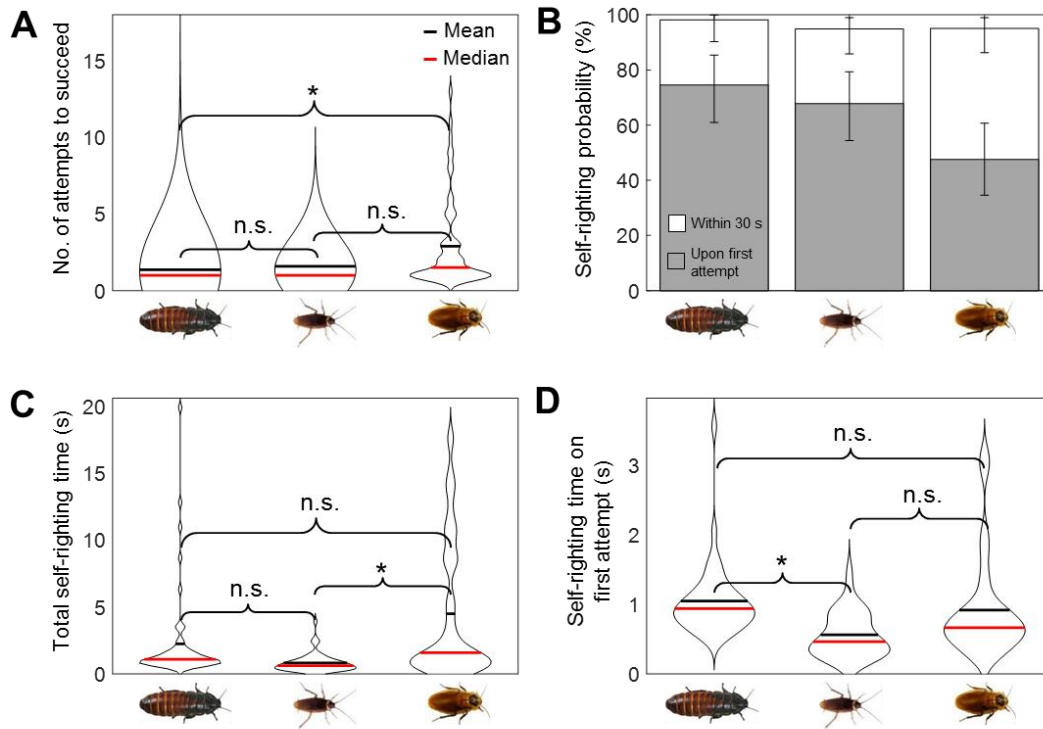 A
No. of attempts to succeed
15
10
5
0
Mean
Median
*
n.s.
n.s.
B
Self-righting probability (%)
100
80
60
40
20
0
Within 30 s
Upon first
attempt
C
Total self-righting time (s)
20
15
10
5
0
n.s.
n.s.
*
D
Self-righting time on
first attempt (s)
3
2
1
0
n.s.
n.s.
*